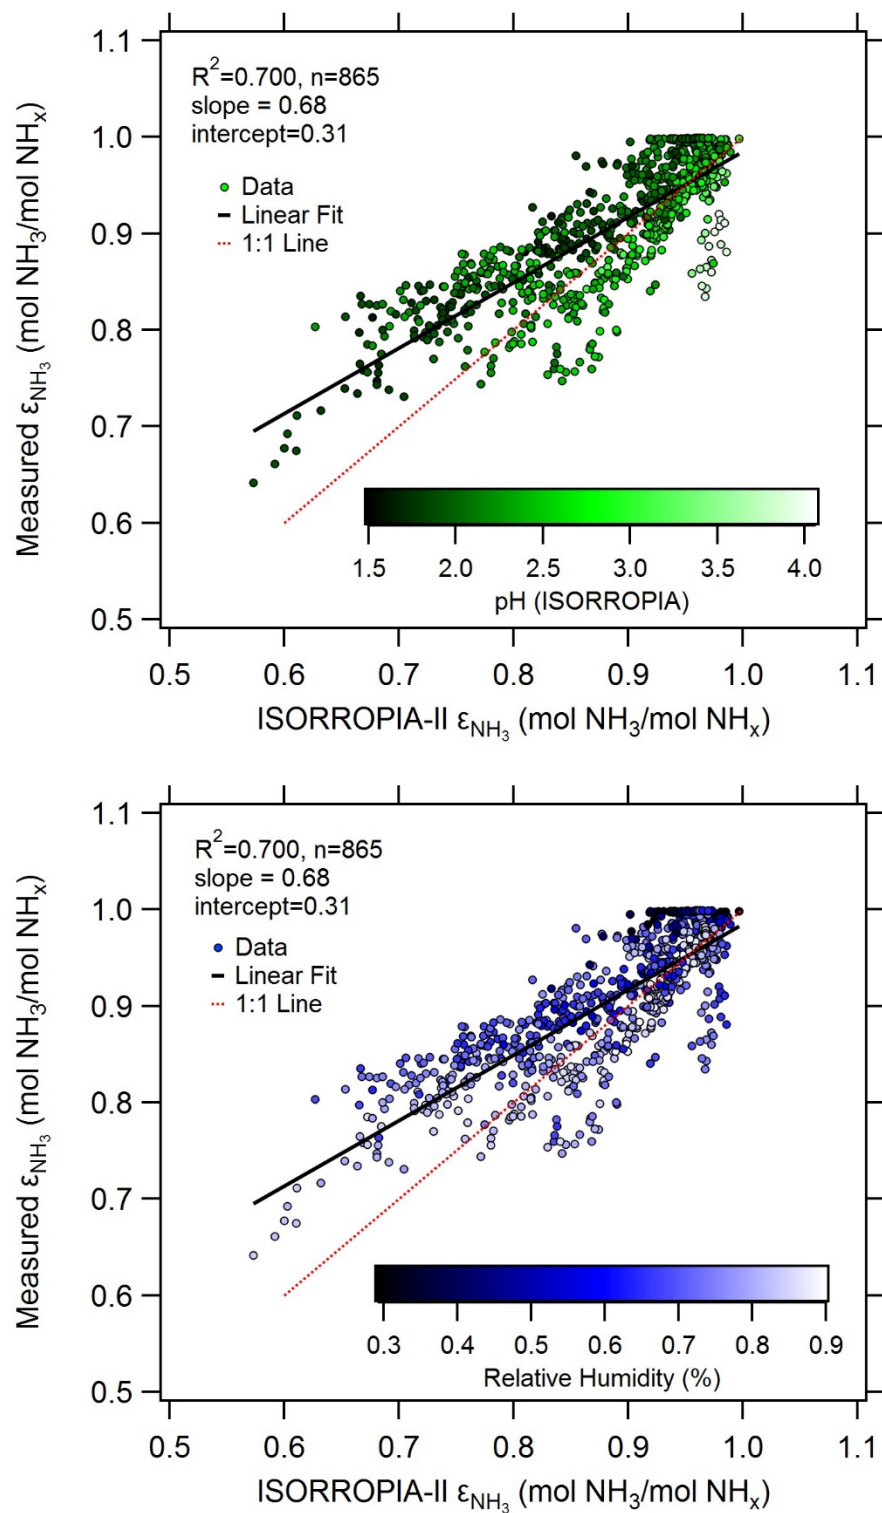 Measured ε_NH₃ (mol NH₃/mol NHₓ)
1.1
1.0
0.9
0.8
0.7
0.6
0.5
R²=0.700, n=865
slope = 0.68
intercept=0.31
Data
Linear Fit
1:1 Line
1.5 2.0 2.5 3.0 3.5 4.0
pH (ISORROPIA)
0.5 0.6 0.7 0.8 0.9 1.0 1.1
ISORROPIA-II ε_NH₃ (mol NH₃/mol NHₓ)
Measured ε_NH₃ (mol NH₃/mol NHₓ)
1.1
1.0
0.9
0.8
0.7
0.6
0.5
R²=0.700, n=865
slope = 0.68
intercept=0.31
Data
Linear Fit
1:1 Line
0.3 0.4 0.5 0.6 0.7 0.8 0.9
Relative Humidity (%)
0.5 0.6 0.7 0.8 0.9 1.0 1.1
ISORROPIA-II ε_NH₃ (mol NH₃/mol NHₓ)